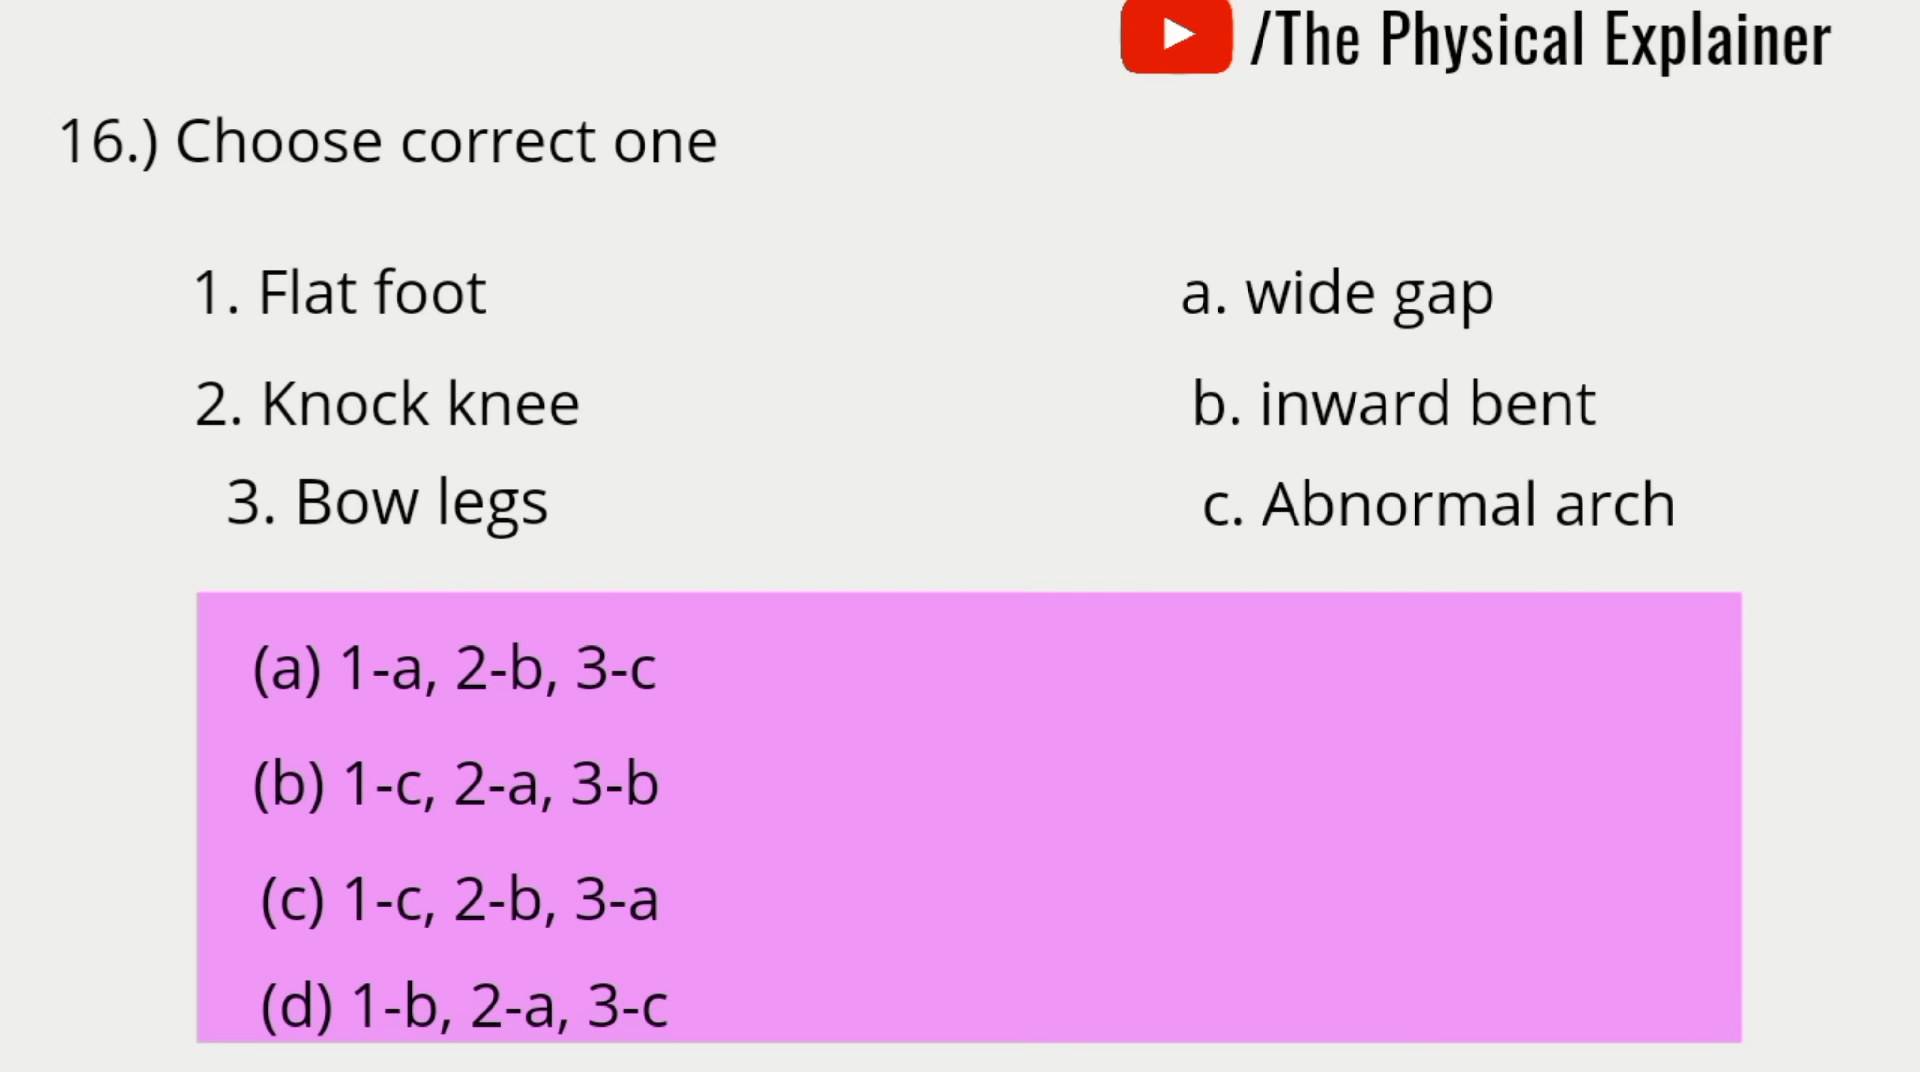 /The Physical Explainer
16.) Choose correct one
1. Flat foot
a. wide gap
2. Knock knee
b. inward bent
3. Bow legs
c. Abnormal arch
(a) 1-a, 2-b, 3-c
(b) 1-c, 2-a, 3-b
(c) 1-c, 2-b, 3-a
(d) 1-b, 2-a, 3-c